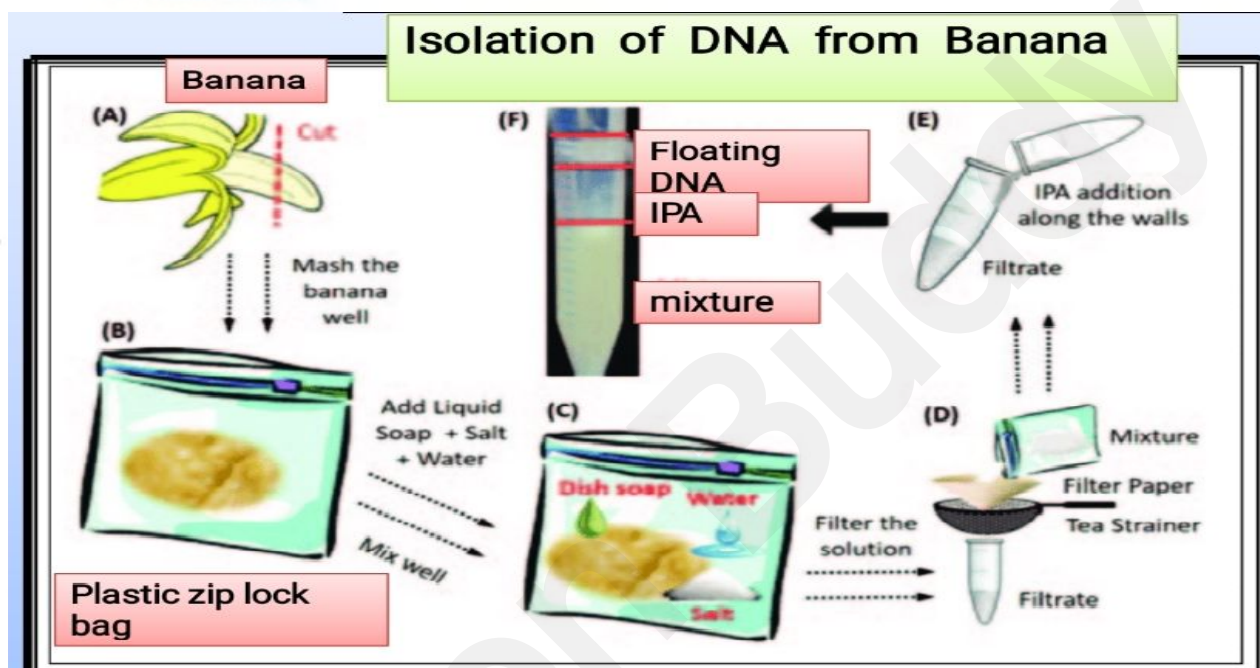 Isolation of DNA from Banana
Banana
(A)
Cut
Mash the
banana
well
(B)
Add Liquid
Soap + Salt
+ Water
Mix well
Plastic zip lock
bag
(C)
Dish soap
Water
Salt
Filter the
solution
(D)
Mixture
Filter Paper
Tea Strainer
Filtrate
(E)
IPA addition
along the walls
Filtrate
(F)
Floating
DNA
IPA
mixture